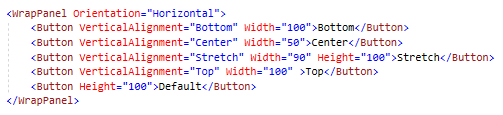 <WrapPanel Orientation="Horizontal">
<Button VerticalAlignment="Bottom" Width="100">Bottom</Button>
<Button VerticalAlignment="Center" Width="50">Center</Button>
<Button VerticalAlignment="Stretch" Width="90" Height="100">Stretch</Button>
<Button VerticalAlignment="Top" Width="100" >Top</Button>
<Button Height="100">Default</Button>
</WrapPanel>